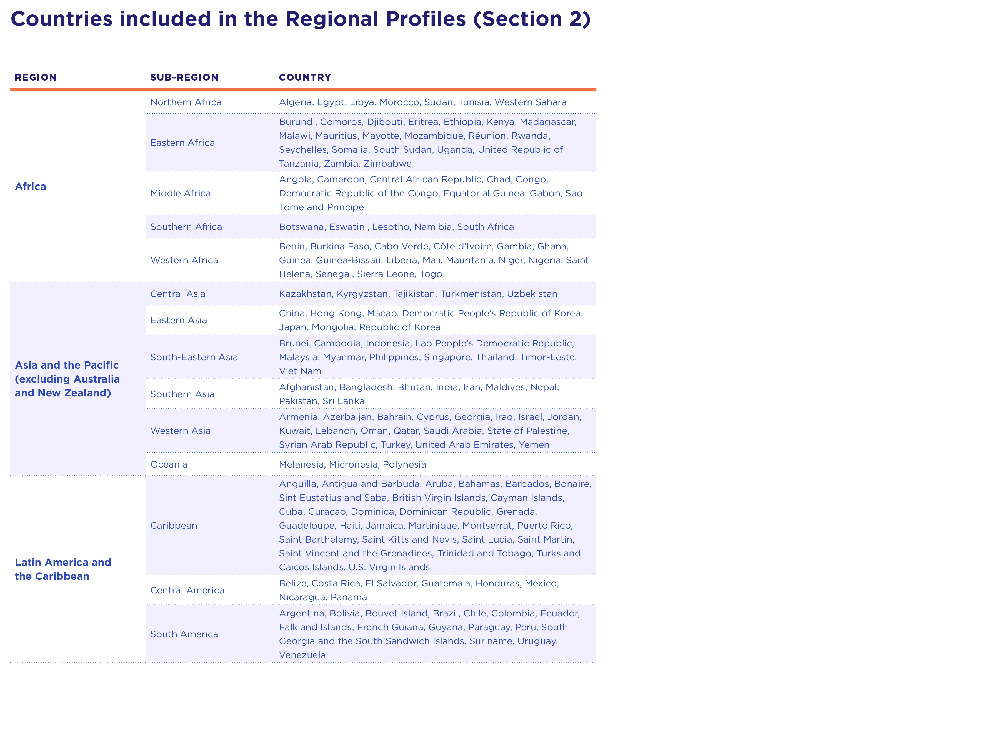 Countries included in the Regional Profiles (Section 2)
REGION
SUB-REGION
COUNTRY
Africa
Northern Africa
Algeria, Egypt, Libya, Morocco, Sudan, Tunisia, Western Sahara
Eastern Africa
Burundi, Comoros, Djibouti, Eritrea, Ethiopia, Kenya, Madagascar,
Malawi, Mauritius, Mayotte, Mozambique, Réunion, Rwanda,
Seychelles, Somalia, South Sudan, Uganda, United Republic of
Tanzania, Zambia, Zimbabwe
Middle Africa
Angola, Cameroon, Central African Republic, Chad, Congo,
Democratic Republic of the Congo, Equatorial Guinea, Gabon, Sao
Tome and Principe
Southern Africa
Botswana, Eswatini, Lesotho, Namibia, South Africa
Western Africa
Benin, Burkina Faso, Cabo Verde, Côte d’Ivoire, Gambia, Ghana,
Guinea, Guinea-Bissau, Liberia, Mali, Mauritania, Niger, Nigeria, Saint
Helena, Senegal, Sierra Leone, Togo
Asia and the Pacific
(excluding Australia
and New Zealand)
Central Asia
Kazakhstan, Kyrgyzstan, Tajikistan, Turkmenistan, Uzbekistan
Eastern Asia
China, Hong Kong, Macao, Democratic People’s Republic of Korea,
Japan, Mongolia, Republic of Korea
South-Eastern Asia
Brunei. Cambodia, Indonesia, Lao People’s Democratic Republic,
Malaysia, Myanmar, Philippines, Singapore, Thailand, Timor-Leste,
Viet Nam
Southern Asia
Afghanistan, Bangladesh, Bhutan, India, Iran, Maldives, Nepal,
Pakistan, Sri Lanka
Western Asia
Armenia, Azerbaijan, Bahrain, Cyprus, Georgia, Iraq, Israel, Jordan,
Kuwait, Lebanon, Oman, Qatar, Saudi Arabia, State of Palestine,
Syrian Arab Republic, Turkey, United Arab Emirates, Yemen
Oceania
Melanesia, Micronesia, Polynesia
Latin America and
the Caribbean
Caribbean
Anguilla, Antigua and Barbuda, Aruba, Bahamas, Barbados, Bonaire,
Sint Eustatius and Saba, British Virgin Islands, Cayman Islands,
Cuba, Curaçao, Dominica, Dominican Republic, Grenada,
Guadeloupe, Haiti, Jamaica, Martinique, Montserrat, Puerto Rico,
Saint Barthelemy, Saint Kitts and Nevis, Saint Lucia, Saint Martin,
Saint Vincent and the Grenadines, Trinidad and Tobago, Turks and
Caicos Islands, U.S. Virgin Islands
Central America
Belize, Costa Rica, El Salvador, Guatemala, Honduras, Mexico,
Nicaragua, Panama
South America
Argentina, Bolivia, Bouvet Island, Brazil, Chile, Colombia, Ecuador,
Falkland Islands, French Guiana, Guyana, Paraguay, Peru, South
Georgia and the South Sandwich Islands, Suriname, Uruguay,
Venezuela